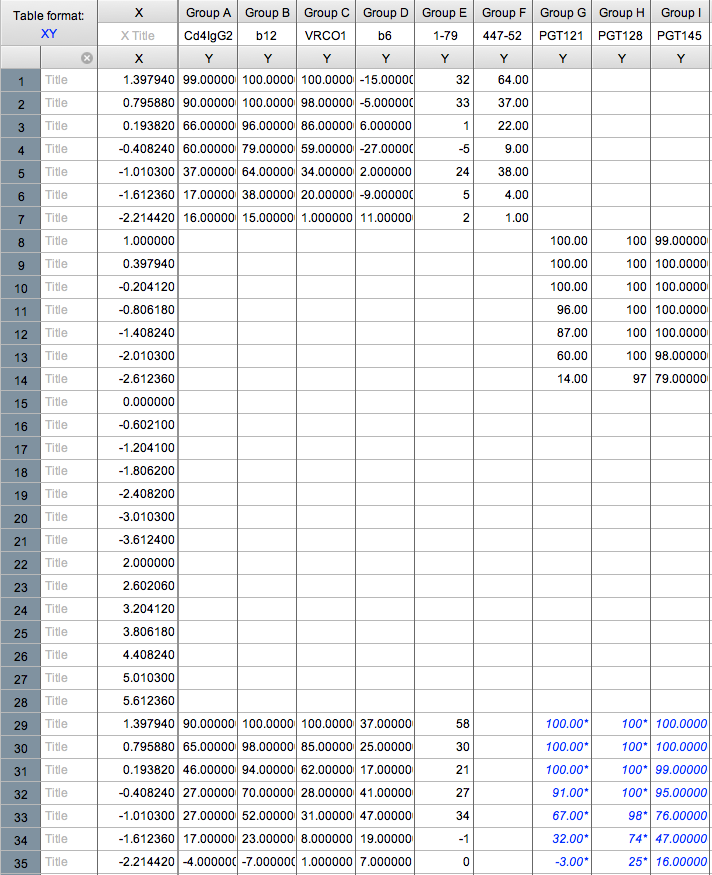 Table format: X Group A Group B Group C Group D Group E Group F Group G Group H Group I
XY X Title Cd4IgG2 b12 VRCO1 b6 1-79 447-52 PGT121 PGT128 PGT145
X Y Y Y Y Y Y Y Y Y
1 Title 1.397940 99.00000 100.0000 100.0000 -15.00000 32 64.00
2 Title 0.795880 90.00000 100.0000 98.00000 -5.000000 33 37.00
3 Title 0.193820 66.00000 96.00000 86.00000 6.000000 1 22.00
4 Title -0.408240 60.00000 79.00000 59.00000 -27.00000 -5 9.00
5 Title -1.010300 37.00000 64.00000 34.00000 2.000000 24 38.00
6 Title -1.612360 17.00000 38.00000 20.00000 -9.000000 5 4.00
7 Title -2.214420 16.00000 15.00000 1.000000 11.00000 2 1.00
8 Title 1.000000 100.00 100 99.00000
9 Title 0.397940 100.00 100 100.0000
10 Title -0.204120 100.00 100 100.0000
11 Title -0.806180 96.00 100 100.0000
12 Title -1.408240 87.00 100 100.0000
13 Title -2.010300 60.00 100 98.00000
14 Title -2.612360 14.00 97 79.00000
15 Title 0.000000
16 Title -0.602100
17 Title -1.204100
18 Title -1.806200
19 Title -2.408200
20 Title -3.010300
21 Title -3.612400
22 Title 2.000000
23 Title 2.602060
24 Title 3.204120
25 Title 3.806180
26 Title 4.408240
27 Title 5.010300
28 Title 5.612360
29 Title 1.397940 90.00000 100.0000 100.0000 37.00000 58 100.00* 100* 100.0000
30 Title 0.795880 65.00000 98.00000 85.00000 25.00000 30 100.00* 100* 100.0000
31 Title 0.193820 46.00000 94.00000 62.00000 17.00000 21 100.00* 100* 99.00000
32 Title -0.408240 27.00000 70.00000 28.00000 41.00000 27 91.00* 100* 95.00000
33 Title -1.010300 27.00000 52.00000 31.00000 47.00000 34 67.00* 98* 76.00000
34 Title -1.612360 17.00000 23.00000 8.000000 19.00000 -1 32.00* 74* 47.00000
35 Title -2.214420 -4.000000 -7.000000 1.000000 7.000000 0 -3.00* 25* 16.00000